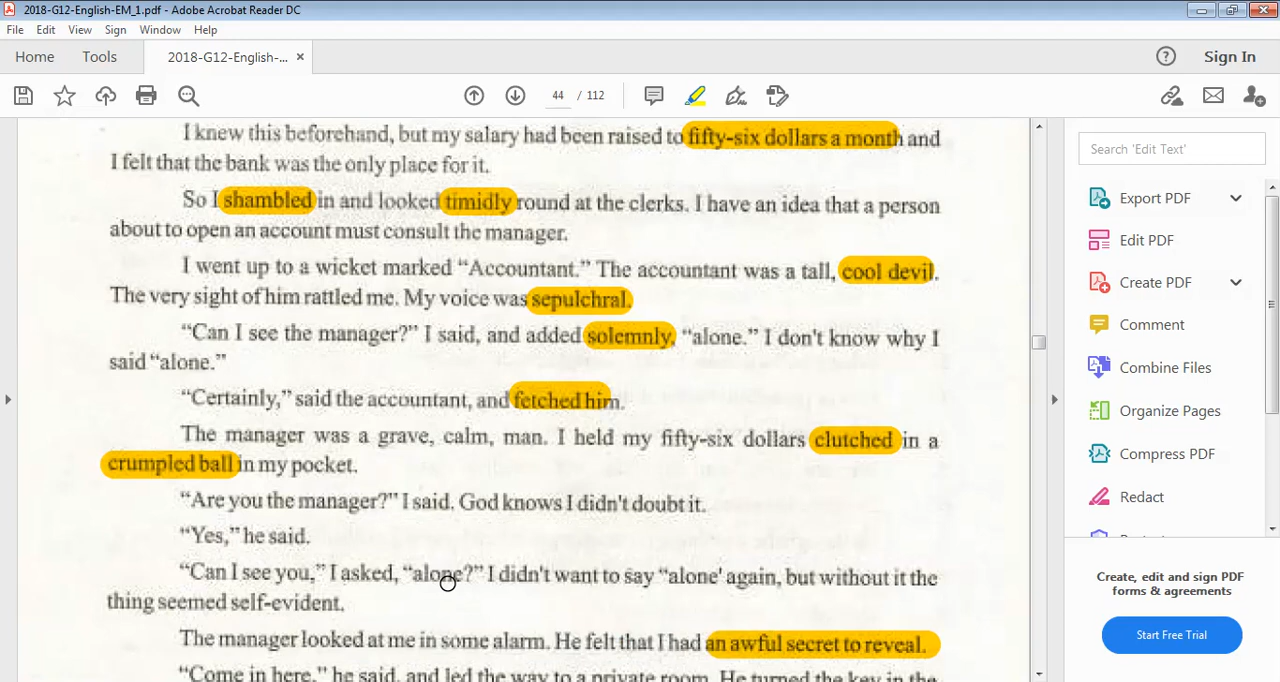 2018-G12-English-EM_1.pdf - Adobe Acrobat Reader DC
File Edit View Sign Window Help
Home Tools 2018-G12-English-... × Sign In
44 / 112
I knew this beforehand, but my salary had been raised to fifty-six dollars a month and
I felt that the bank was the only place for it.
So I shambled in and looked timidly round at the clerks. I have an idea that a person
about to open an account must consult the manager.
I went up to a wicket marked “Accountant.” The accountant was a tall, cool devil.
The very sight of him rattled me. My voice was sepulchral.
“Can I see the manager?” I said, and added solemnly, “alone.” I don't know why I
said “alone.”
“Certainly,” said the accountant, and fetched him.
The manager was a grave, calm, man. I held my fifty-six dollars clutched in a
crumpled ball in my pocket.
“Are you the manager?” I said. God knows I didn't doubt it.
“Yes,” he said.
“Can I see you,” I asked, “alone?” I didn't want to say “alone' again, but without it the
thing seemed self-evident.
The manager looked at me in some alarm. He felt that I had an awful secret to reveal.
“Come in here,” he said, and led the way to a private room. He turned the key in the
Search 'Edit Text'
Export PDF
Edit PDF
Create PDF
Comment
Combine Files
Organize Pages
Compress PDF
Redact
Create, edit and sign PDF
forms & agreements
Start Free Trial